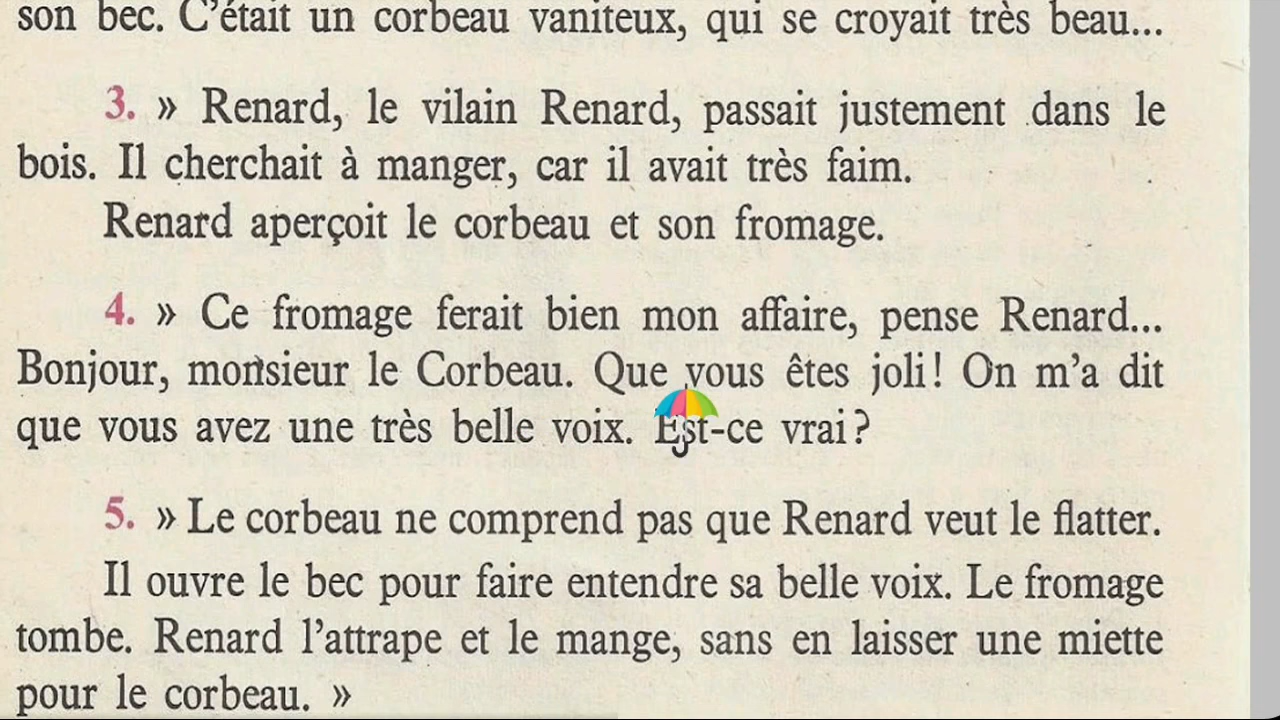 son bec. C'était un corbeau vaniteux, qui se croyait très beau...
3. » Renard, le vilain Renard, passait justement dans le
bois. Il cherchait à manger, car il avait très faim.
Renard aperçoit le corbeau et son fromage.
4. » Ce fromage ferait bien mon affaire, pense Renard...
Bonjour, monsieur le Corbeau. Que vous êtes joli! On m'a dit
que vous avez une très belle voix. Est-ce vrai?
5. » Le corbeau ne comprend pas que Renard veut le flatter.
Il ouvre le bec pour faire entendre sa belle voix. Le fromage
tombe. Renard l'attrape et le mange, sans en laisser une miette
pour le corbeau. »